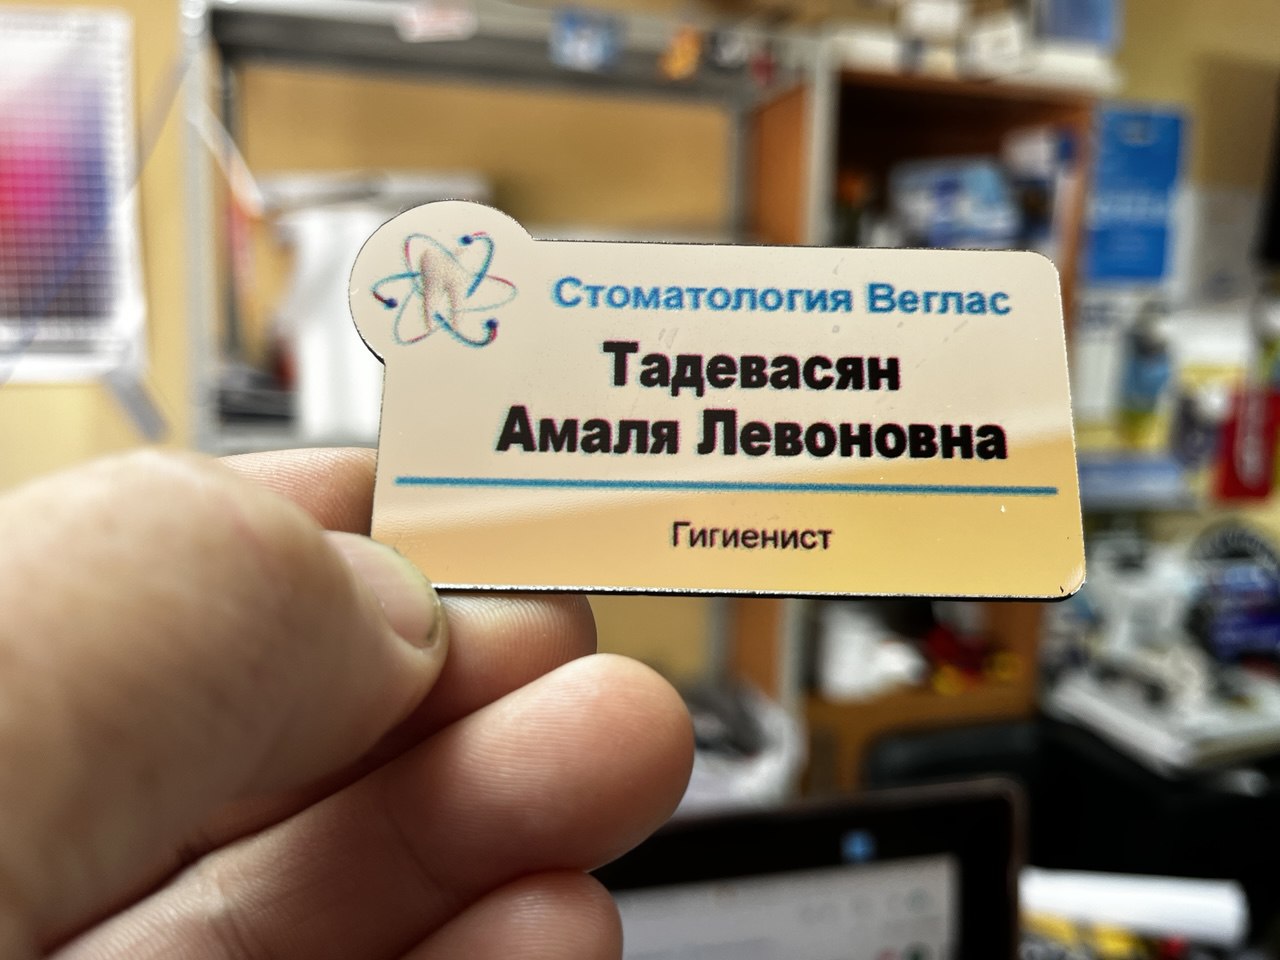 Стоматология Веглас
Тадевасян
Амаля Левоновна
Гигиенист